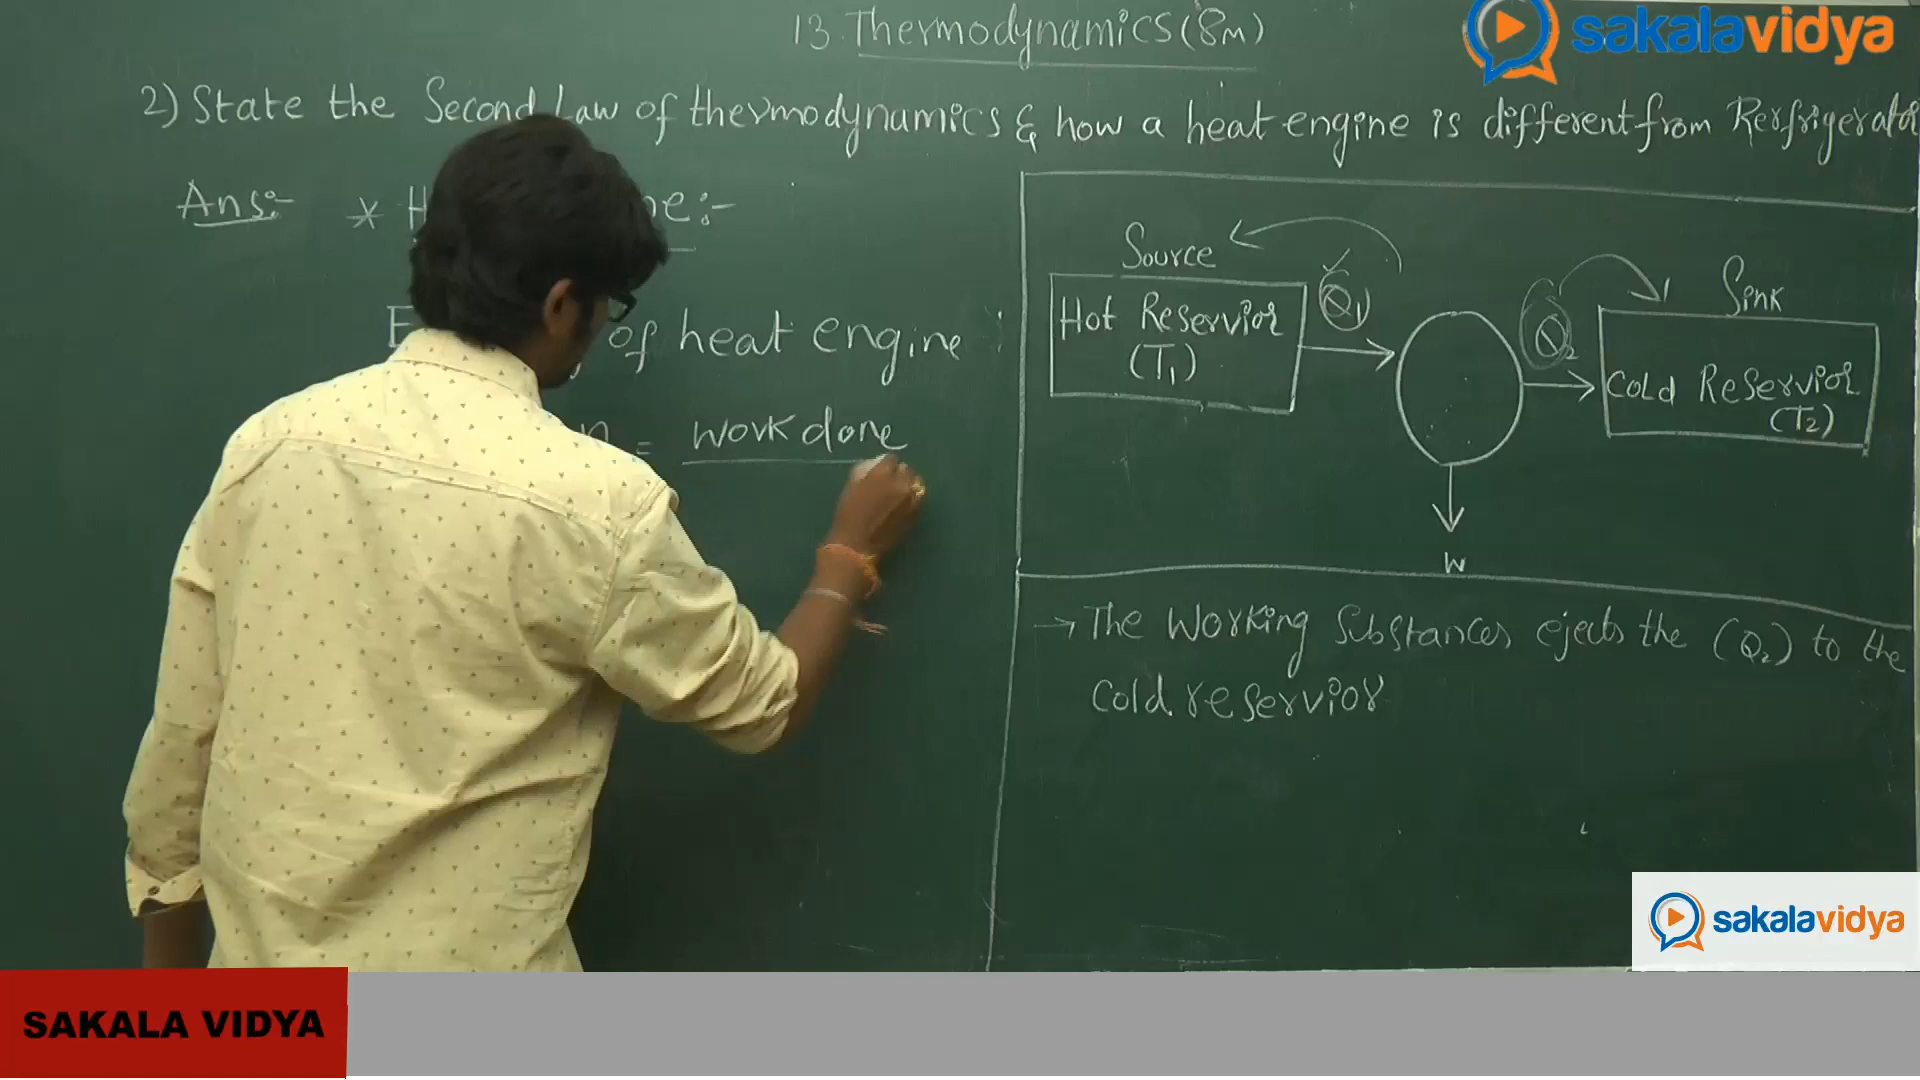 13. Thermodynamics (8M)
sakalavidya
2) State the Second Law of thermodynamics & how a heat engine is different from Rerfrigerator
Ans:- *
of heat engine :
η = work done
Source
Hot Reservior
(T1)
Q1
Q2
Sink
Cold Reservior
(T2)
W
→ The Working Substances ejects the (Q2) to the
Cold reservior
sakalavidya
SAKALA VIDYA